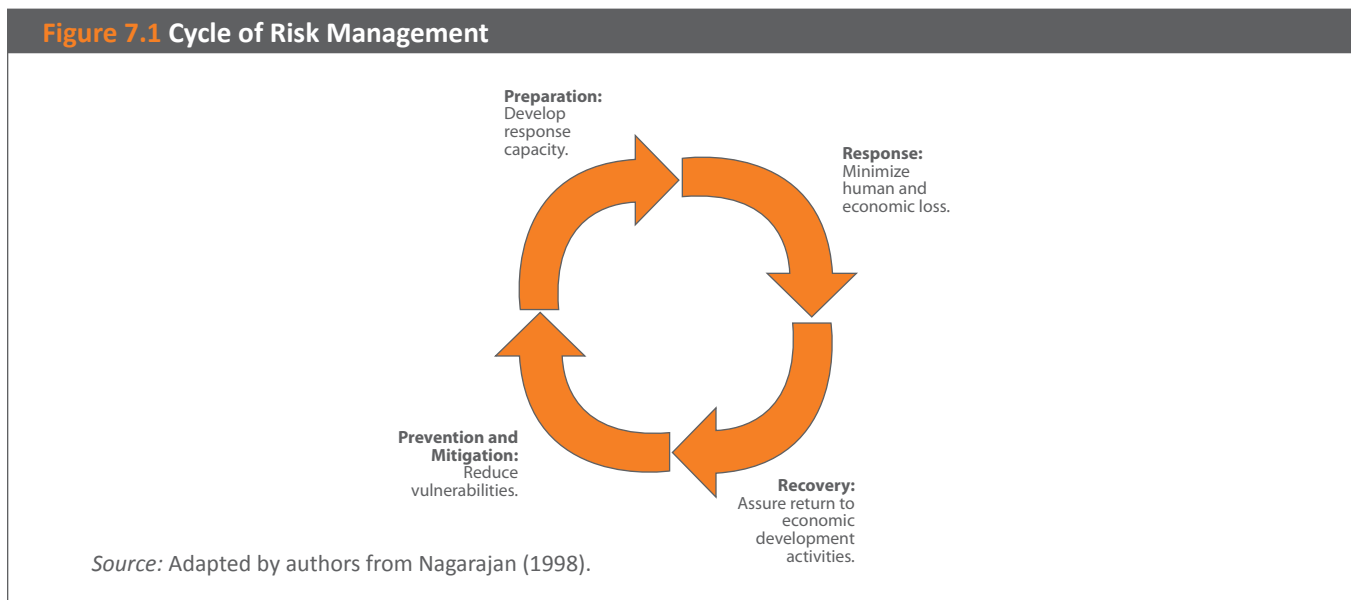 Figure 7.1 Cycle of Risk Management
Preparation:
Develop
response
capacity.
Response:
Minimize
human and
economic loss.
Recovery:
Assure return to
economic
development
activities.
Prevention and
Mitigation:
Reduce
vulnerabilities.
Source: Adapted by authors from Nagarajan (1998).